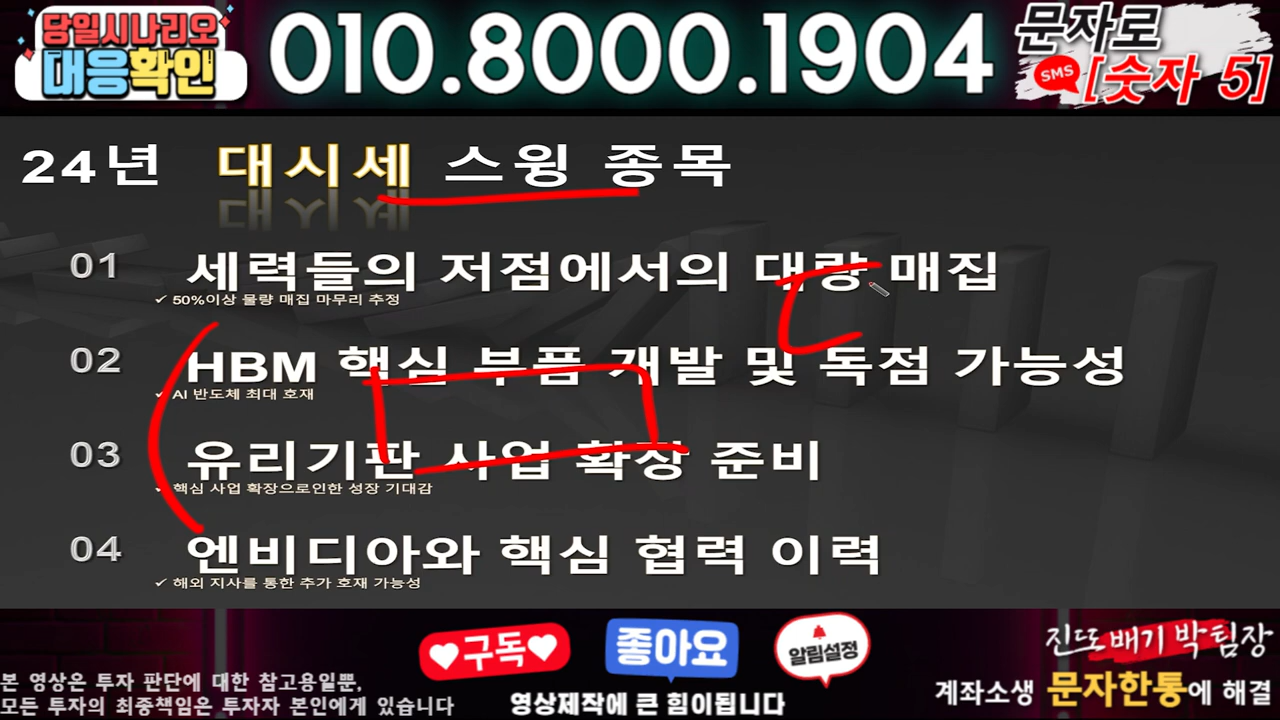 당일시나리오
대응확인
010.8000.1904
문자로
SMS
[숫자 5]
24년 대시세 스윙 종목
01 세력들의 저점에서의 대량 매집
✓ 50%이상 물량 매집 마무리 추정
02 HBM 핵심 부품 개발 및 독점 가능성
✓ AI 반도체 최대 호재
03 유리기판 사업 확장 준비
✓ 핵심 사업 확장으로인한 성장 기대감
04 엔비디아와 핵심 협력 이력
✓ 해외 지사를 통한 추가 호재 가능성
구독
좋아요
알림설정
영상제작에 큰 힘이됩니다
본 영상은 투자 판단에 대한 참고용일뿐,
모든 투자의 최종책임은 투자자 본인에게 있습니다
진또배기 박팀장
계좌소생 문자한통에 해결